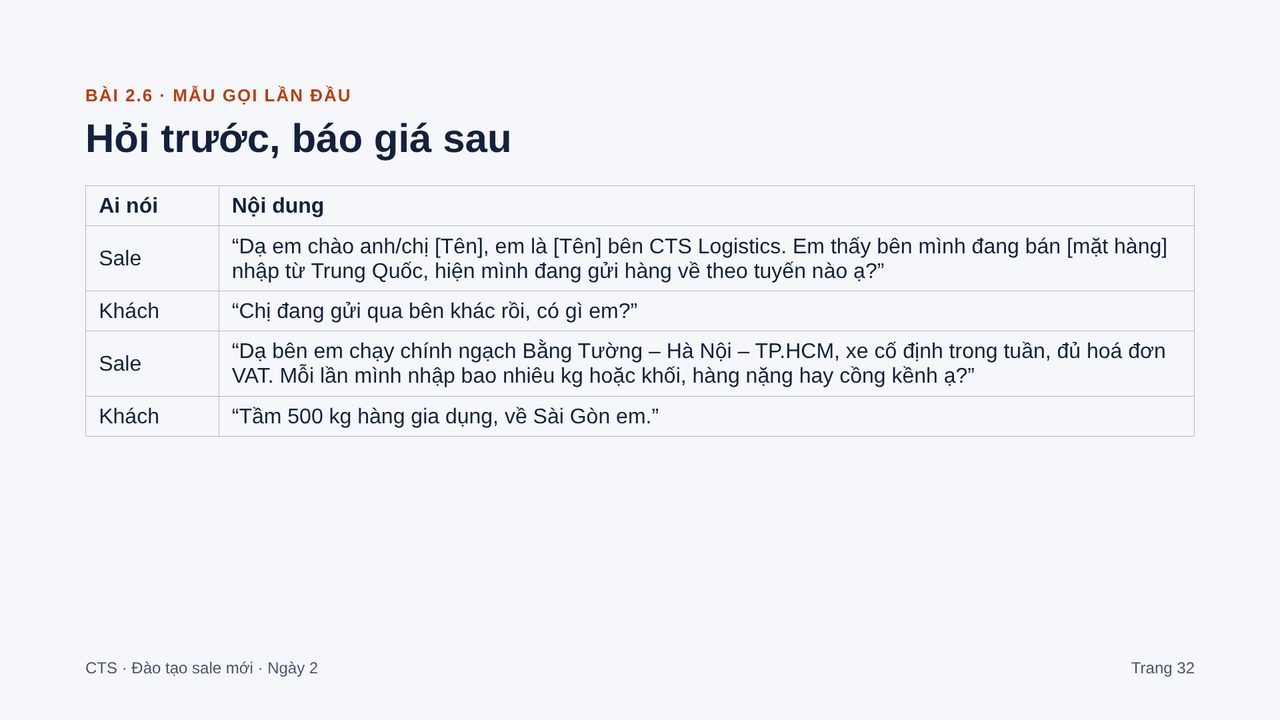 BÀI 2.6 · MẪU GỌI LẦN ĐẦU
Hỏi trước, báo giá sau
Ai nói
Nội dung
Sale
“Dạ em chào anh/chị [Tên], em là [Tên] bên CTS Logistics. Em thấy bên mình đang bán [mặt hàng]
nhập từ Trung Quốc, hiện mình đang gửi hàng về theo tuyến nào ạ?”
Khách
“Chị đang gửi qua bên khác rồi, có gì em?”
Sale
“Dạ bên em chạy chính ngạch Bằng Tường – Hà Nội – TP.HCM, xe cố định trong tuần, đủ hoá đơn
VAT. Mỗi lần mình nhập bao nhiêu kg hoặc khối, hàng nặng hay cồng kềnh ạ?”
Khách
“Tầm 500 kg hàng gia dụng, về Sài Gòn em.”
CTS · Đào tạo sale mới · Ngày 2
Trang 32